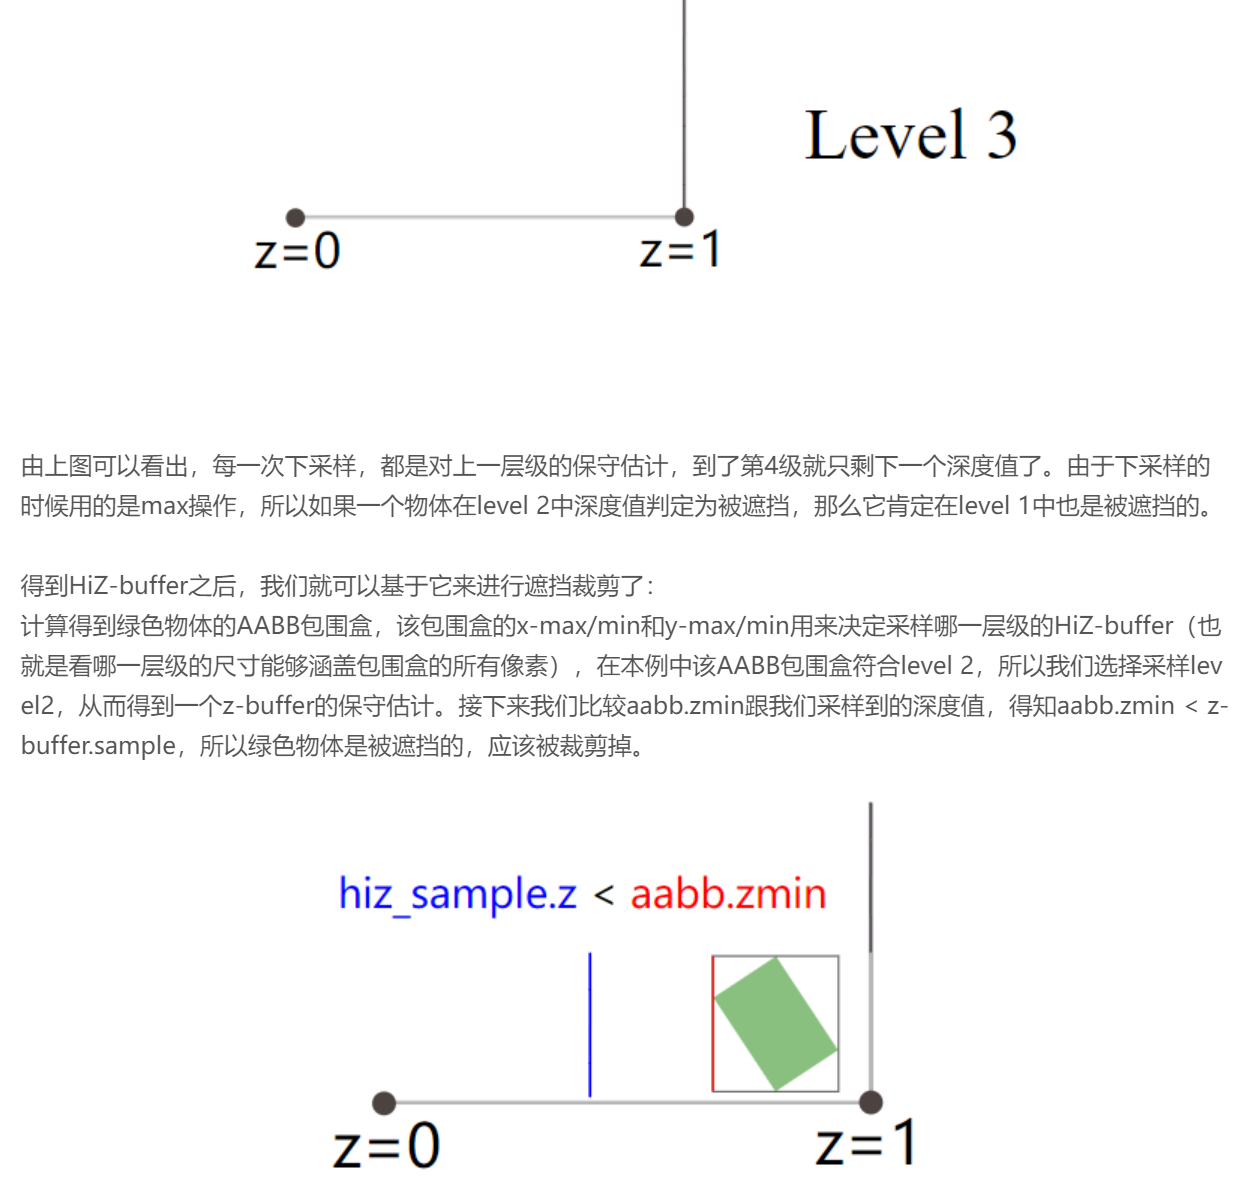 Level 3
z=0
z=1
由上图可以看出，每一次下采样，都是对上一层级的保守估计，到了第4级就只剩下一个深度值了。由于下采样的
时候用的是max操作，所以如果一个物体在level 2中深度值判定为被遮挡，那么它肯定在level 1中也是被遮挡的。
得到HiZ-buffer之后，我们就可以基于它来进行遮挡裁剪了：
计算得到绿色物体的AABB包围盒，该包围盒的x-max/min和y-max/min用来决定采样哪一层级的HiZ-buffer（也
就是看哪一层级的尺寸能够涵盖包围盒的所有像素），在本例中该AABB包围盒符合level 2，所以我们选择采样lev
el2，从而得到一个z-buffer的保守估计。接下来我们比较aabb.zmin跟我们采样到的深度值，得知aabb.zmin < z-
buffer.sample，所以绿色物体是被遮挡的，应该被裁剪掉。
hiz_sample.z < aabb.zmin
z=0
z=1